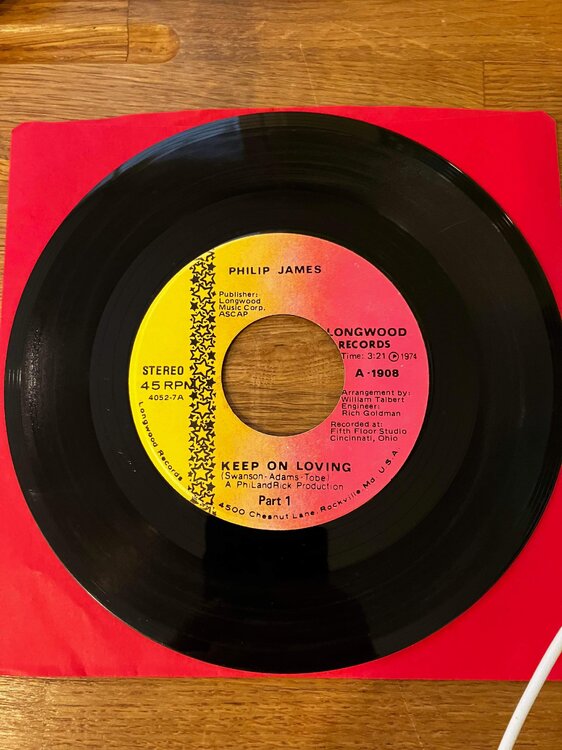 PHILIP JAMES
Publisher:
Longwood
Music Corp.
ASCAP
LONGWOOD
RECORDS
Time: 3:21 Ⓟ 1974
A-1908
STEREO
45 RPM
4052-7A
Arrangement by:
William Talbert
Engineer:
Rich Goldman
Recorded at:
Fifth Floor Studio
Cincinnati, Ohio
KEEP ON LOVING
(Swanson-Adams-Tobe)
A PhiLandRick Production
Part 1
Longwood Records, 4500 Chesnut Lane, Rockville, Md. U.S.A.